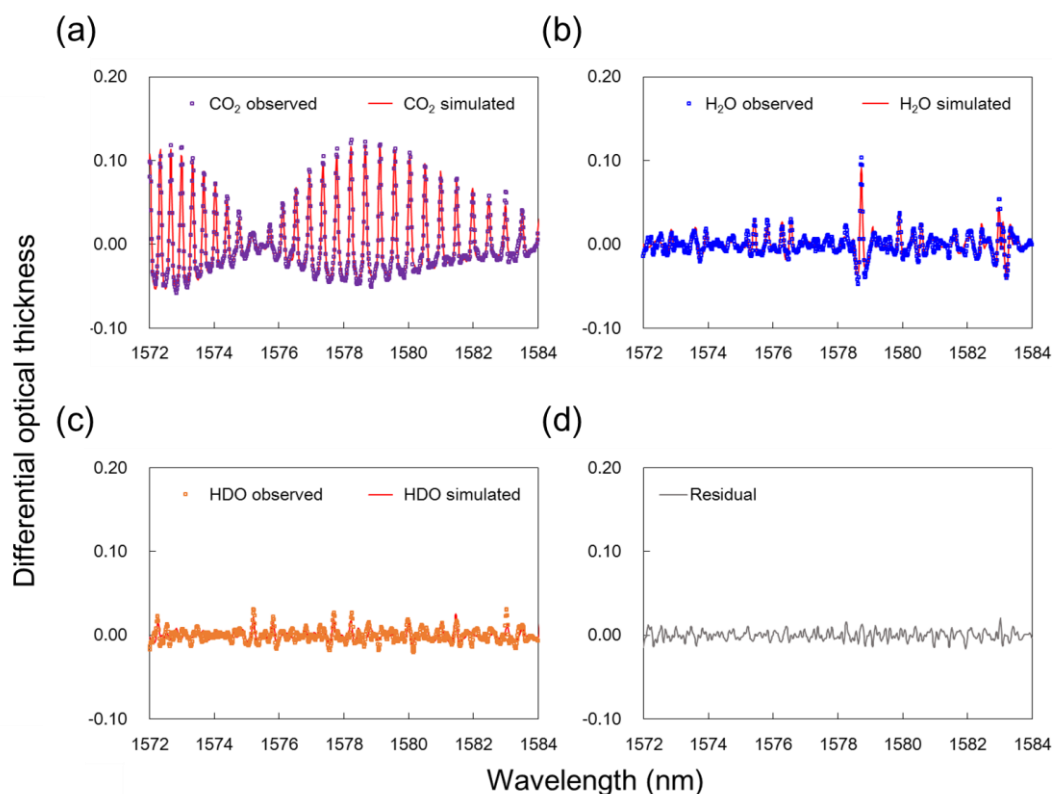 (a)
(b)
0.20
CO₂ observed
CO₂ simulated
0.10
0.00
-0.10
1572 1574 1576 1578 1580 1582 1584
0.20
H₂O observed
H₂O simulated
0.10
0.00
-0.10
1572 1574 1576 1578 1580 1582 1584
Differential optical thickness
(c)
(d)
0.20
HDO observed
HDO simulated
0.10
0.00
-0.10
1572 1574 1576 1578 1580 1582 1584
0.20
Residual
0.10
0.00
-0.10
1572 1574 1576 1578 1580 1582 1584
Wavelength (nm)